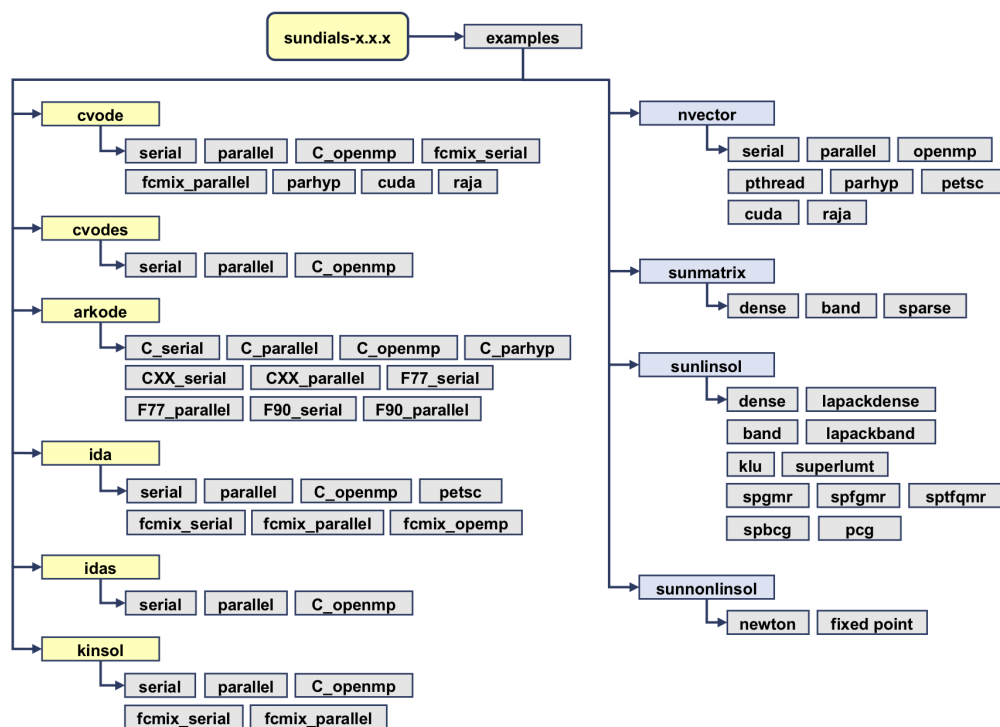 sundials-x.x.x examples
cvode
serial parallel C_openmp fcmix_serial
fcmix_parallel parhyp cuda raja
cvodes
serial parallel C_openmp
arkode
C_serial C_parallel C_openmp C_parhyp
CXX_serial CXX_parallel F77_serial
F77_parallel F90_serial F90_parallel
ida
serial parallel C_openmp petsc
fcmix_serial fcmix_parallel fcmix_opemp
idas
serial parallel C_openmp
kinsol
serial parallel C_openmp
fcmix_serial fcmix_parallel
nvector
serial parallel openmp
pthread parhyp petsc
cuda raja
sunmatrix
dense band sparse
sunlinsol
dense lapackdense
band lapackband
klu superlumt
spgmr spfgmr sptfqmr
spbcg pcg
sunnonlinsol
newton fixed point